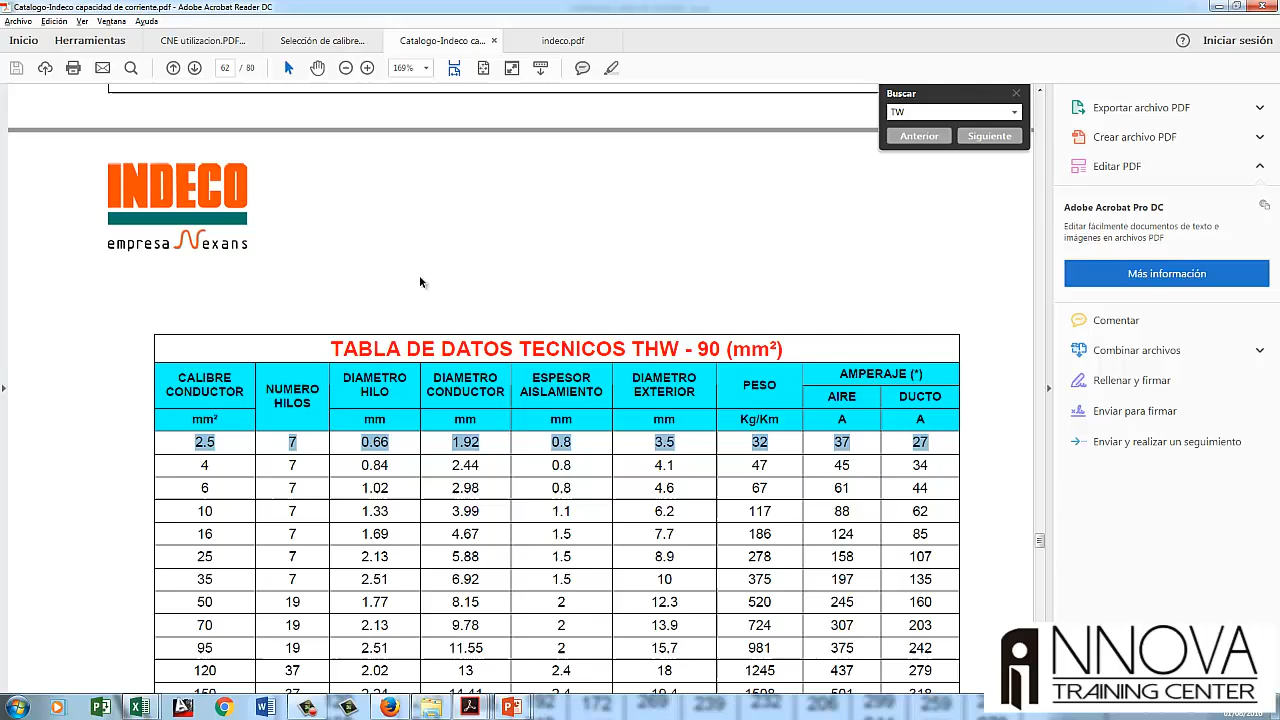 Catalogo-Indeco capacidad de corriente.pdf - Adobe Acrobat Reader DC
Archivo Edición Ver Ventana Ayuda
Inicio Herramientas CNE utilizacion.PDF... Selección de calibre... Catalogo-Indeco ca... × indeco.pdf Iniciar sesión
62 / 80 169%
Buscar
TW
Anterior Siguiente
INDECO
empresa Nexans
TABLA DE DATOS TECNICOS THW - 90 (mm²)
CALIBRE CONDUCTOR NUMERO HILOS DIAMETRO HILO DIAMETRO CONDUCTOR ESPESOR AISLAMIENTO DIAMETRO EXTERIOR PESO AMPERAJE (*)
AIRE DUCTO
mm² mm mm mm mm Kg/Km A A
2.5 7 0.66 1.92 0.8 3.5 32 37 27
4 7 0.84 2.44 0.8 4.1 47 45 34
6 7 1.02 2.98 0.8 4.6 67 61 44
10 7 1.33 3.99 1.1 6.2 117 88 62
16 7 1.69 4.67 1.5 7.7 186 124 85
25 7 2.13 5.88 1.5 8.9 278 158 107
35 7 2.51 6.92 1.5 10 375 197 135
50 19 1.77 8.15 2 12.3 520 245 160
70 19 2.13 9.78 2 13.9 724 307 203
95 19 2.51 11.55 2 15.7 981 375 242
120 37 2.02 13 2.4 18 1245 437 279
Exportar archivo PDF
Crear archivo PDF
Editar PDF
Adobe Acrobat Pro DC
Editar fácilmente documentos de texto e
imágenes en archivos PDF
Más información
Comentar
Combinar archivos
Rellenar y firmar
Enviar para firmar
Enviar y realizar un seguimiento
iNNOVA
TRAINING CENTER